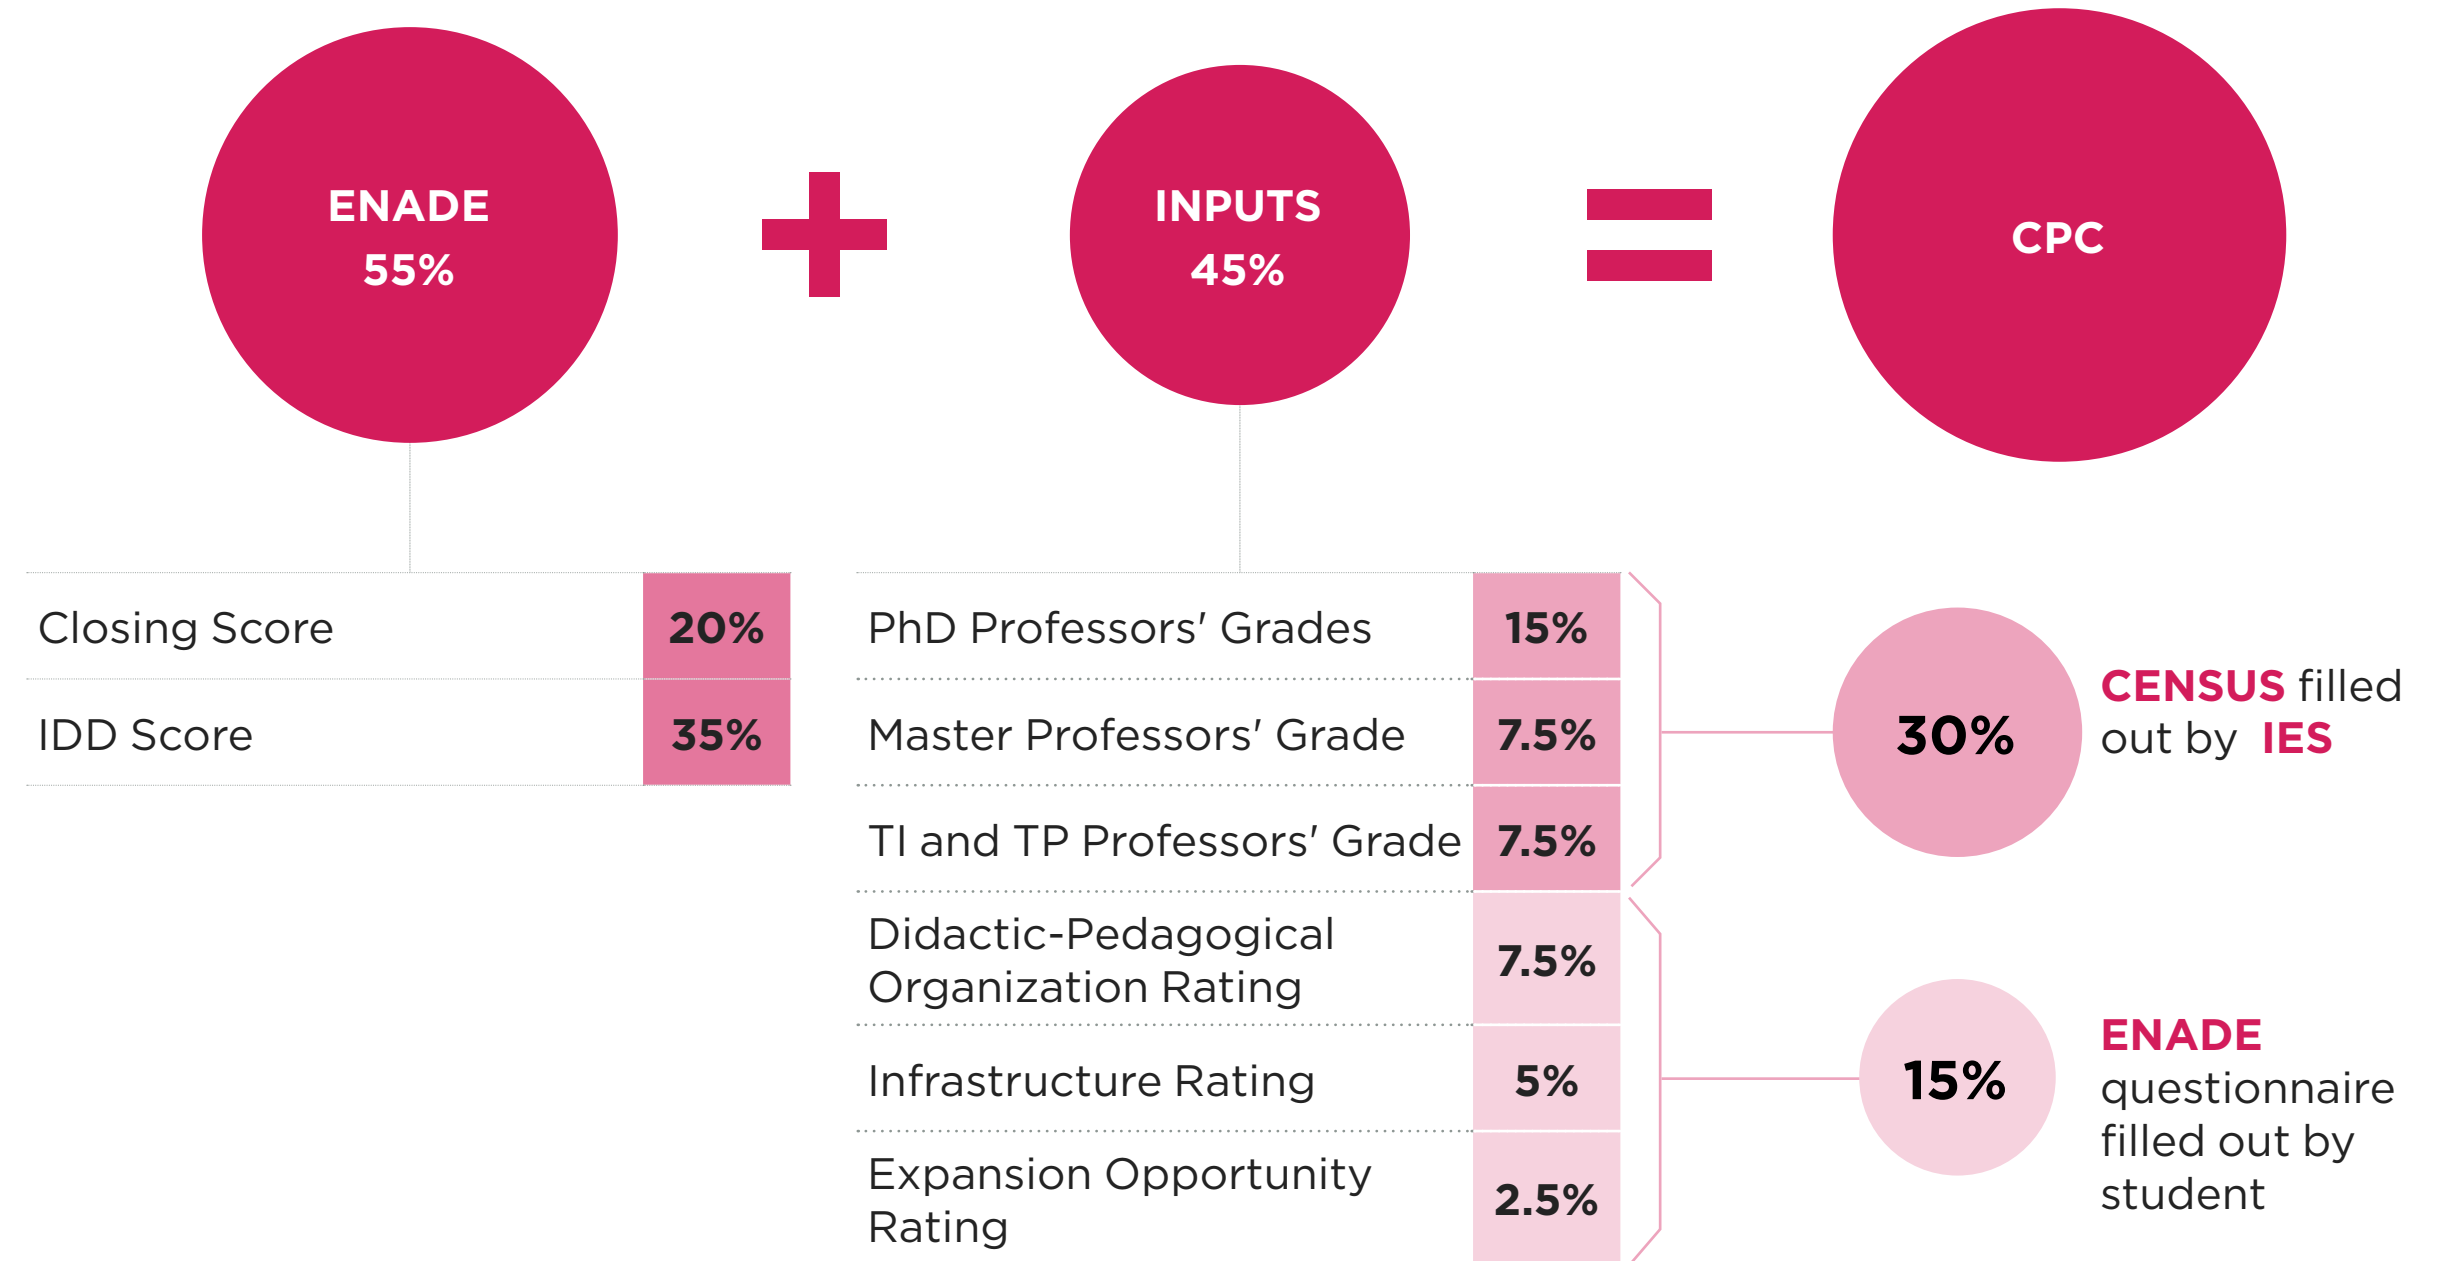 ENADE
55%
INPUTS
45%
CPC
Closing Score 20%
IDD Score 35%
PhD Professors' Grades 15%
Master Professors' Grade 7.5%
TI and TP Professors' Grade 7.5%
Didactic-Pedagogical
Organization Rating
7.5%
Infrastructure Rating 5%
Expansion Opportunity
Rating
2.5%
30%
CENSUS filled
out by IES
15%
ENADE
questionnaire
filled out by
student